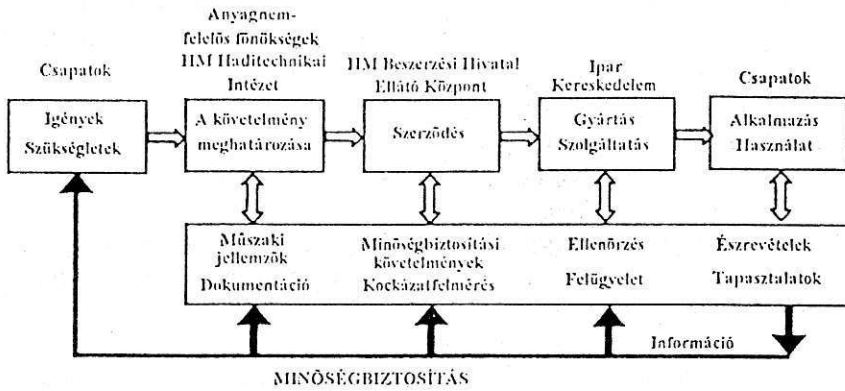 Csapatok
Anyagnem-
felelős főnökségek
HM Haditechnikai
Intézet
HM Beszerzési Hivatal
Ellátó Központ
Ipar
Kereskedelem
Csapatok
Igények
Szükségletek
A követelmény
meghatározása
Szerződés
Gyártás
Szolgáltatás
Alkalmazás
Használat
Műszaki
jellemzők
Dokumentáció
Minőségbiztosítási
követelmények
Kockázatfelmérés
Ellenőrzés
Felügyelet
Észrevételek
Tapasztalatok
Információ
MINŐSÉGBIZTOSÍTÁS